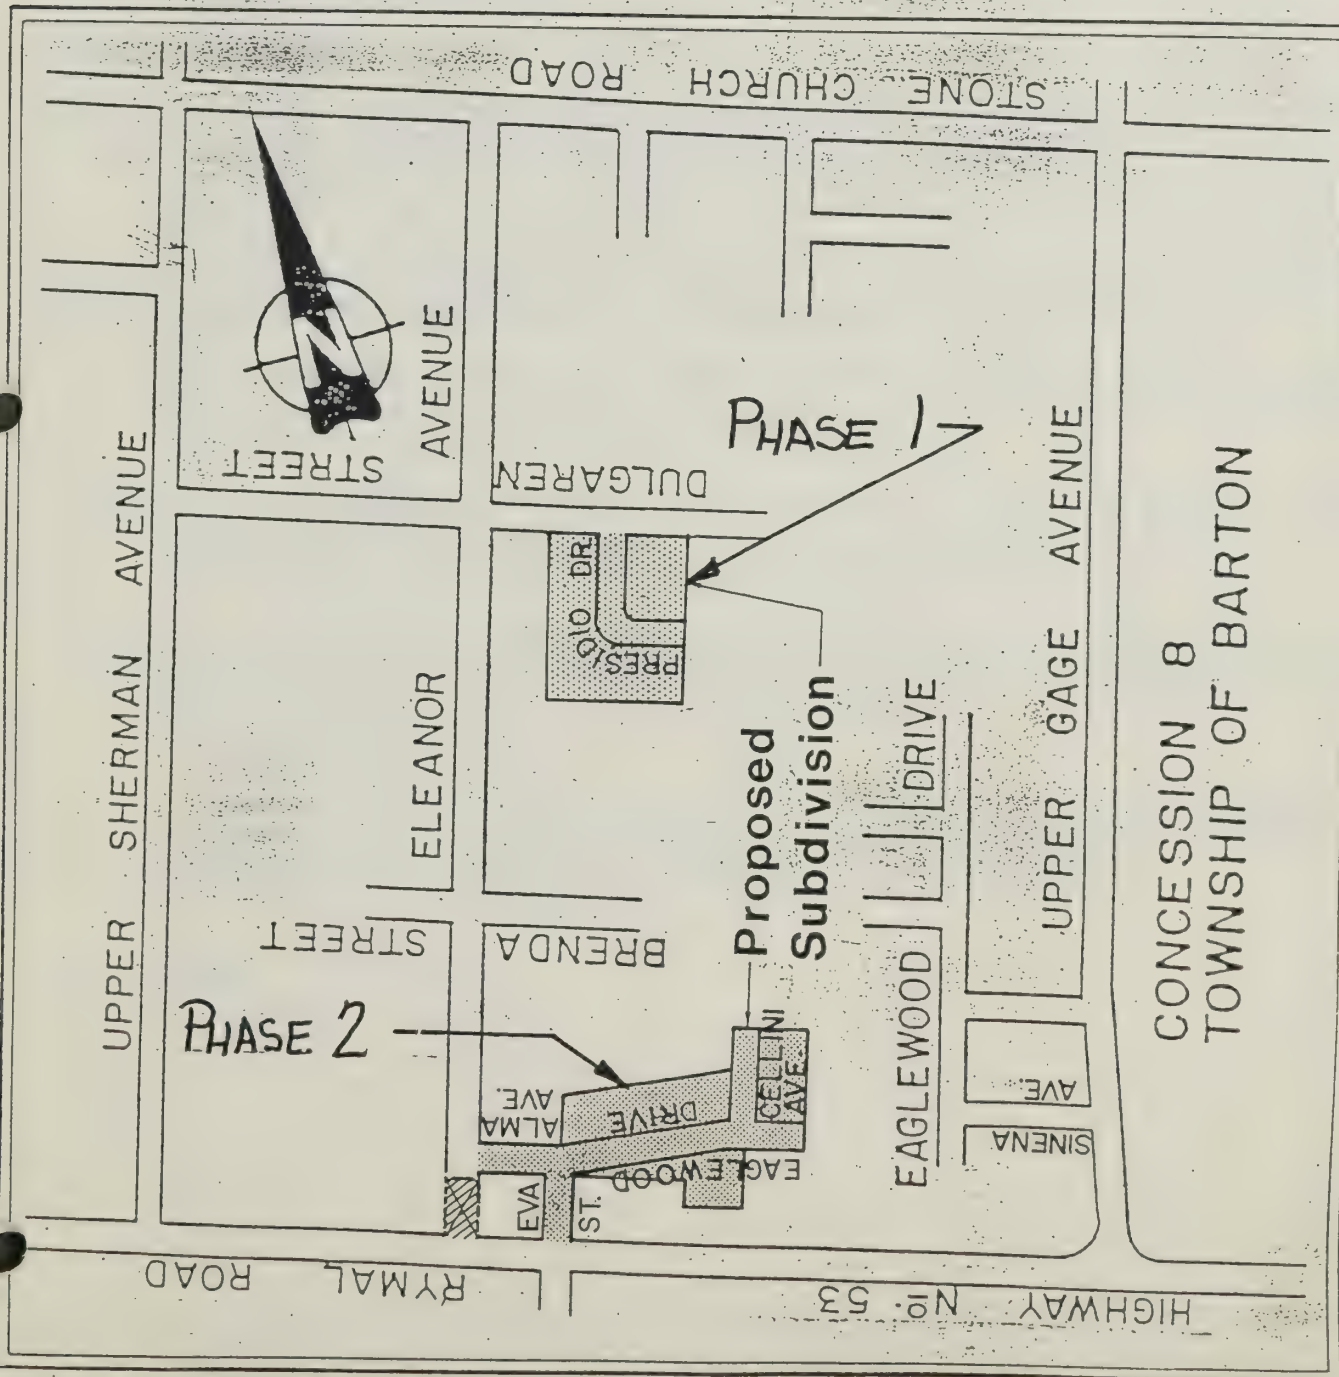 STONE CHURCH ROAD
UPPER SHERMAN AVENUE
N
DULGAREN STREET
ELEANOR AVENUE
PHASE 1
PRESIDIO DR.
Proposed
Subdivision
UPPER GAGE AVENUE
CONCESSION 8
TOWNSHIP OF BARTON
BRENDA STREET
PHASE 2
ALMA
AVE.
EAGLEWOOD DRIVE
CELLINI
AVE.
EAGLEWOOD DRIVE
SINENA
AVE.
EVA
ST.
RYMAL ROAD
HIGHWAY Nº. 53